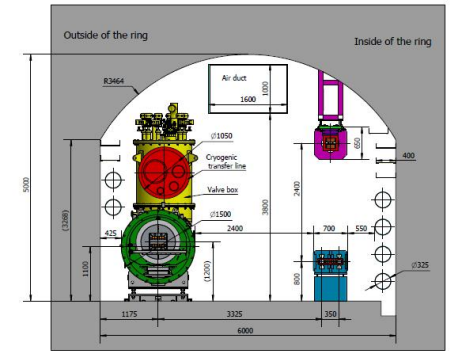 Outside of the ring
Inside of the ring
R3464
Air duct
1600
1000
Ø1050
Cryogenic
transfer line
Valve box
Ø1500
650
400
5000
(3268)
425
1100
(1200)
3800
2400
2400
700
550
800
Ø325
1175
3325
350
6000